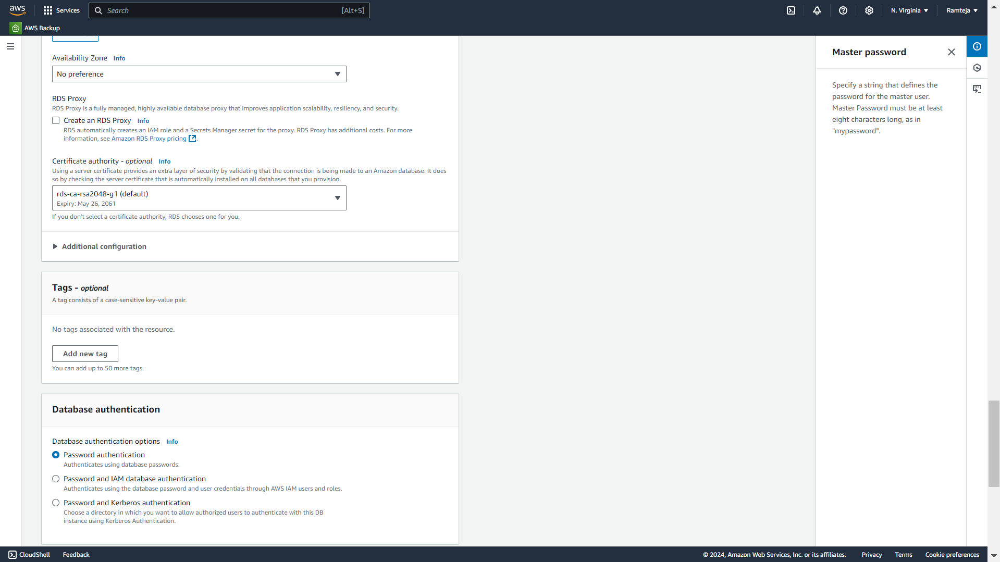 aws
Services
Search
[Alt+S]
N. Virginia
Ramteja
AWS Backup
Availability Zone Info
No preference
RDS Proxy
RDS Proxy is a fully managed, highly available database proxy that improves application scalability, resiliency, and security.
Create an RDS Proxy Info
RDS automatically creates an IAM role and a Secrets Manager secret for the proxy. RDS Proxy has additional costs. For more
information, see Amazon RDS Proxy pricing.
Certificate authority - optional Info
Using a server certificate provides an extra layer of security by validating that the connection is being made to an Amazon database. It does
so by checking the server certificate that is automatically installed on all databases that you provision.
rds-ca-rsa2048-g1 (default)
Expiry: May 26, 2061
If you don't select a certificate authority, RDS chooses one for you.
Additional configuration
Tags - optional
A tag consists of a case-sensitive key-value pair.
No tags associated with the resource.
Add new tag
You can add up to 50 more tags.
Database authentication
Database authentication options Info
Password authentication
Authenticates using database passwords.
Password and IAM database authentication
Authenticates using the database password and user credentials through AWS IAM users and roles.
Password and Kerberos authentication
Choose a directory in which you want to allow authorized users to authenticate with this DB
instance using Kerberos Authentication.
Master password
Specify a string that defines the
password for the master user.
Master Password must be at least
eight characters long, as in
"mypassword".
CloudShell
Feedback
© 2024, Amazon Web Services, Inc. or its affiliates.
Privacy
Terms
Cookie preferences